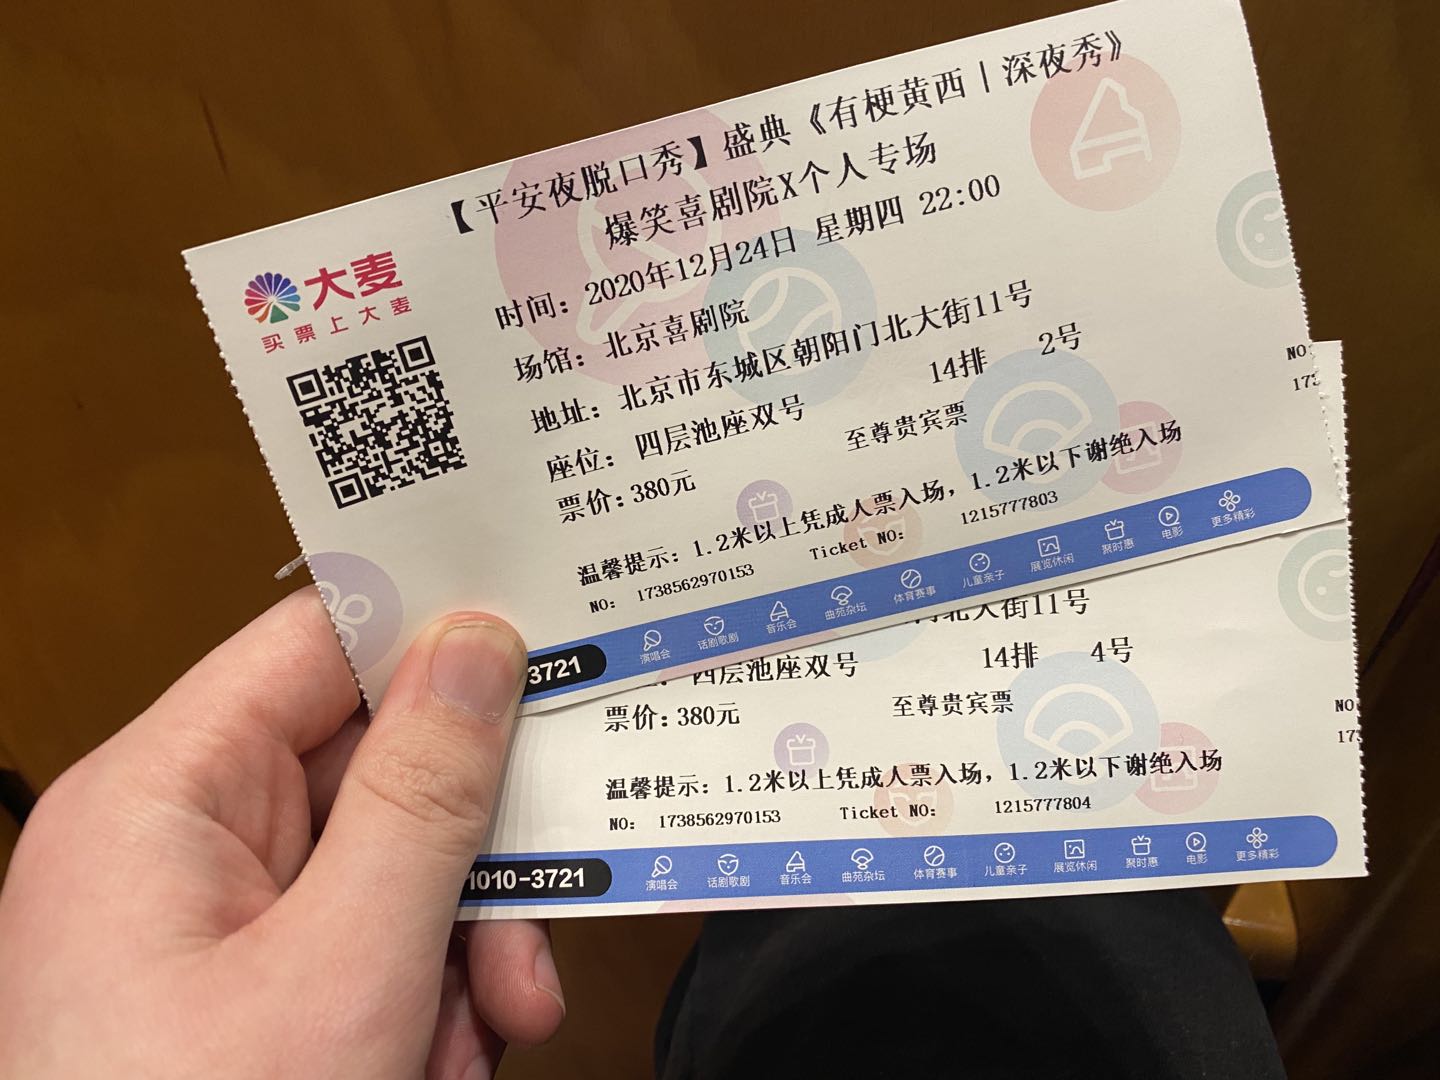 【平安夜脱口秀】盛典《有梗黄西丨深夜秀》
爆笑喜剧院X个人专场
大麦
买票上大麦
时间：2020年12月24日 星期四 22:00
场馆：北京喜剧院
地址：北京市东城区朝阳门北大街11号
座位：四层池座双号 14排 2号
票价：380元 至尊贵宾票
温馨提示：1.2米以上凭成人票入场，1.2米以下谢绝入场
NO: 1738562970153 Ticket NO: 1215777803
NO:
173
-3721 演唱会 话剧歌剧 音乐会 曲苑杂坛 体育赛事 儿童亲子 展览休闲 聚时惠 电影 更多精彩
北大街11号
四层池座双号 14排 4号
票价：380元 至尊贵宾票
温馨提示：1.2米以上凭成人票入场，1.2米以下谢绝入场
NO: 1738562970153 Ticket NO: 1215777804
NO
173
1010-3721 演唱会 话剧歌剧 音乐会 曲苑杂坛 体育赛事 儿童亲子 展览休闲 聚时惠 电影 更多精彩